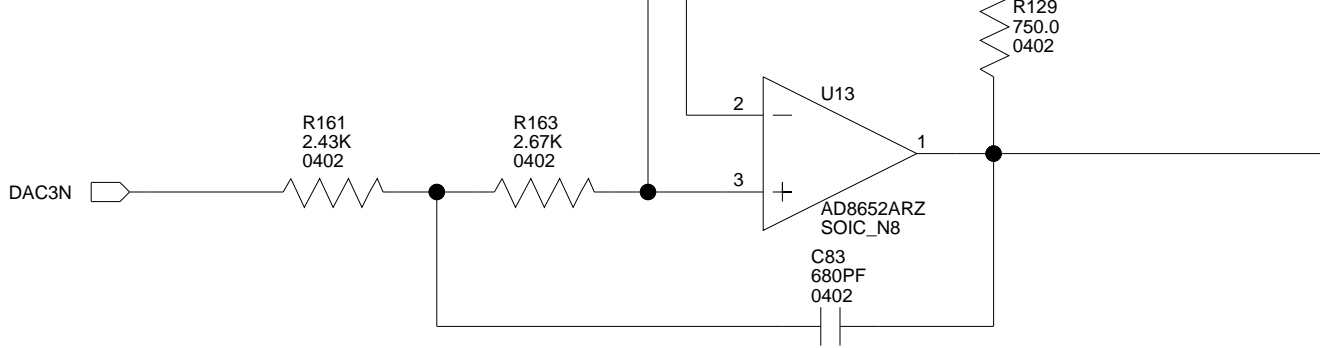 R129
750.0
0402
U13
2
1
R161
2.43K
0402
R163
2.67K
0402
DAC3N
3
AD8652ARZ
SOIC_N8
C83
680PF
0402